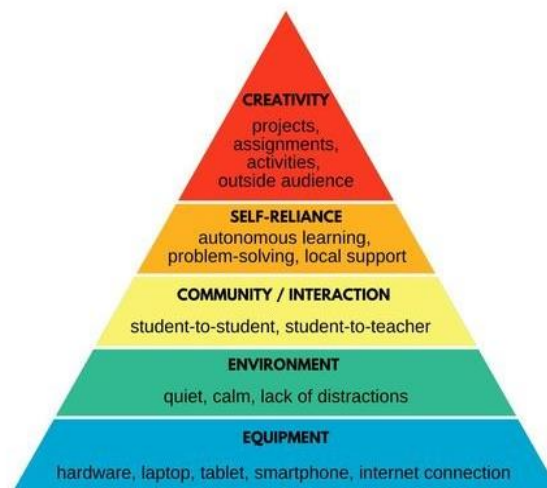 CREATIVITY
projects,
assignments,
activities,
outside audience
SELF-RELIANCE
autonomous learning,
problem-solving, local support
COMMUNITY / INTERACTION
student-to-student, student-to-teacher
ENVIRONMENT
quiet, calm, lack of distractions
EQUIPMENT
hardware, laptop, tablet, smartphone, internet connection